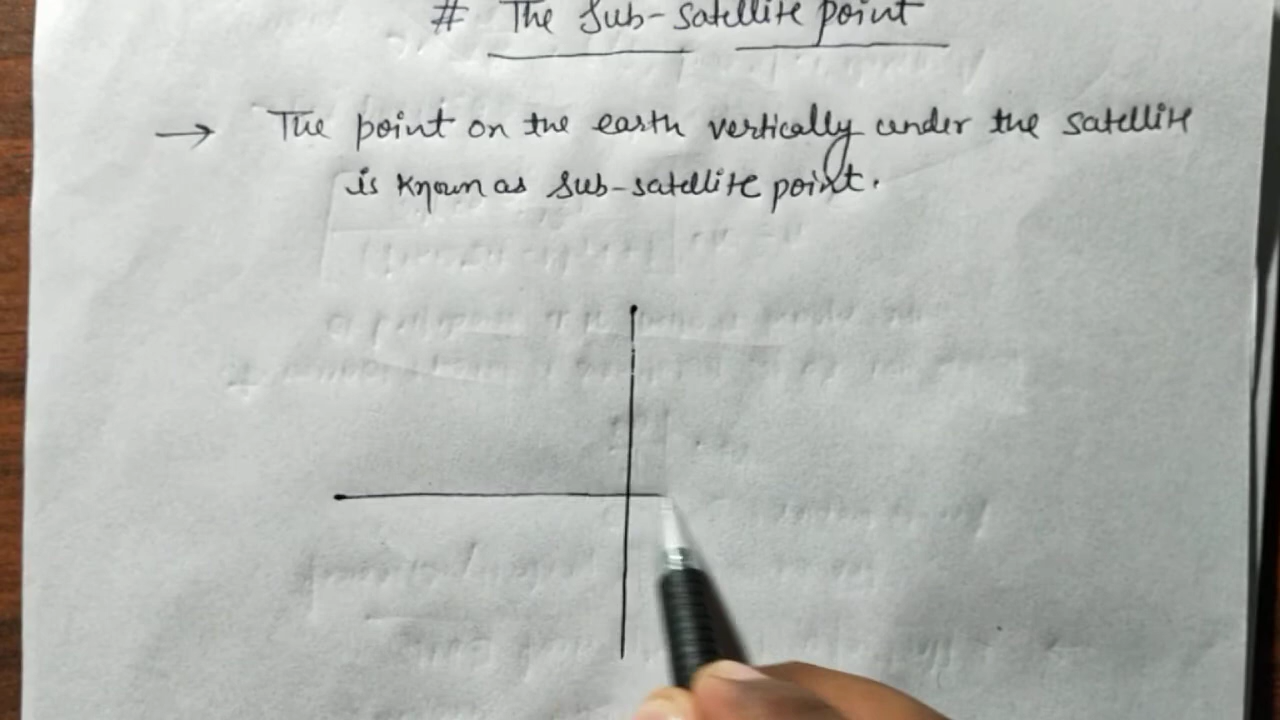 # The Sub-satellite point
→ The point on the earth vertically under the satellite
is known as Sub-satellite point.